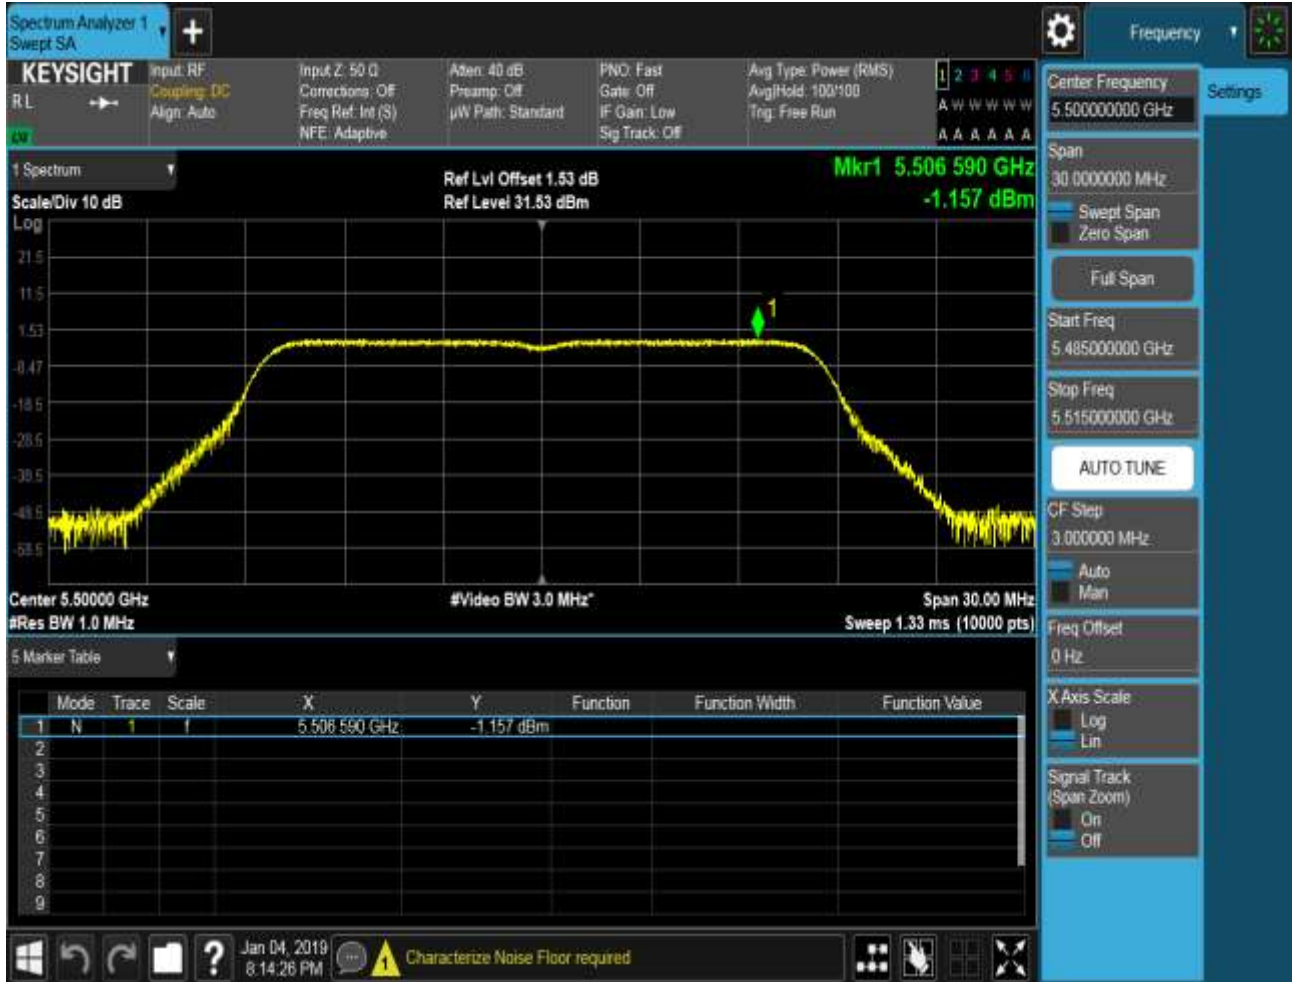 Spectrum Analyzer 1
Swept SA
+
Frequency
KEYSIGHT
RL
Input: RF
Coupling: DC
Align: Auto
Input Z: 50 Ω
Corrections: Off
Freq Ref: Int (S)
NFE: Adaptive
Atten: 40 dB
Preamp: Off
µW Path: Standard
PNO: Fast
Gate: Off
IF Gain: Low
Sig Track: Off
Avg Type: Power (RMS)
Avg|Hold: 100/100
Trig: Free Run
1 2 3 4 5 6
A W W W W W
A A A A A A
1 Spectrum
Scale/Div 10 dB
Log
Ref Lvl Offset 1.53 dB
Ref Level 31.53 dBm
Mkr1 5.506 590 GHz
-1.157 dBm
21.5
11.5
1.53
-8.47
-18.5
-28.5
-38.5
-48.5
-58.5
1
Center 5.50000 GHz
#Video BW 3.0 MHz*
Span 30.00 MHz
#Res BW 1.0 MHz
Sweep 1.33 ms (10000 pts)
5 Marker Table
Mode Trace Scale X Y Function Function Width Function Value
1 N 1 f 5.506 590 GHz -1.157 dBm
2
3
4
5
6
7
8
9
Center Frequency
5.500000000 GHz
Settings
Span
30.0000000 MHz
Swept Span
Zero Span
Full Span
Start Freq
5.485000000 GHz
Stop Freq
5.515000000 GHz
AUTO TUNE
CF Step
3.000000 MHz
Auto
Man
Freq Offset
0 Hz
X Axis Scale
Log
Lin
Signal Track
(Span Zoom)
On
Off
?
Jan 04, 2019
8:14:26 PM
1
Characterize Noise Floor required